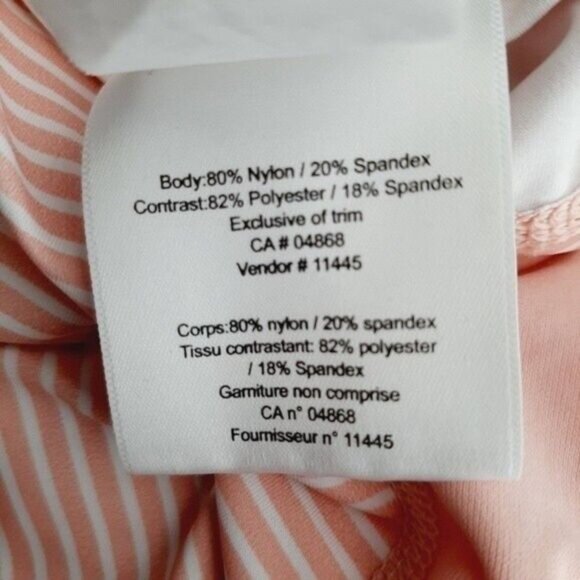 Body:80% Nylon / 20% Spandex
Contrast:82% Polyester / 18% Spandex
Exclusive of trim
CA # 04868
Vendor # 11445
Corps:80% nylon / 20% spandex
Tissu contrastant: 82% polyester
/ 18% Spandex
Garniture non comprise
CA n° 04868
Fournisseur n° 11445